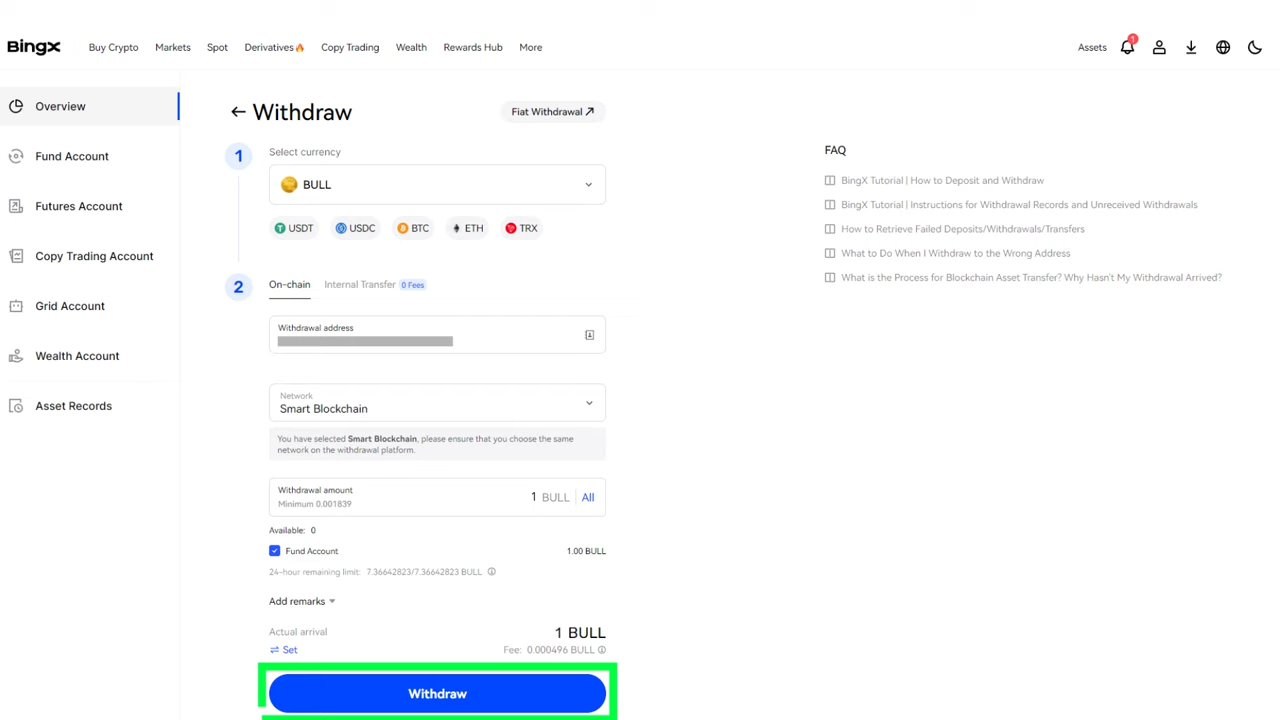 BingX
Buy Crypto
Markets
Spot
Derivatives
Copy Trading
Wealth
Rewards Hub
More
Assets
1
Overview
Fund Account
Futures Account
Copy Trading Account
Grid Account
Wealth Account
Asset Records
Withdraw
Fiat Withdrawal
1
Select currency
BULL
USDT
USDC
BTC
ETH
TRX
2
On-chain
Internal Transfer 0 Fees
Withdrawal address
Network
Smart Blockchain
You have selected Smart Blockchain, please ensure that you choose the same
network on the withdrawal platform.
Withdrawal amount
Minimum 0.001839
1 BULL All
Available: 0
Fund Account 1.00 BULL
24-hour remaining limit: 7.36642823/7.36642823 BULL
Add remarks
Actual arrival 1 BULL
Set Fee: 0.000496 BULL
Withdraw
FAQ
BingX Tutorial | How to Deposit and Withdraw
BingX Tutorial | Instructions for Withdrawal Records and Unreceived Withdrawals
How to Retrieve Failed Deposits/Withdrawals/Transfers
What to Do When I Withdraw to the Wrong Address
What is the Process for Blockchain Asset Transfer? Why Hasn't My Withdrawal Arrived?